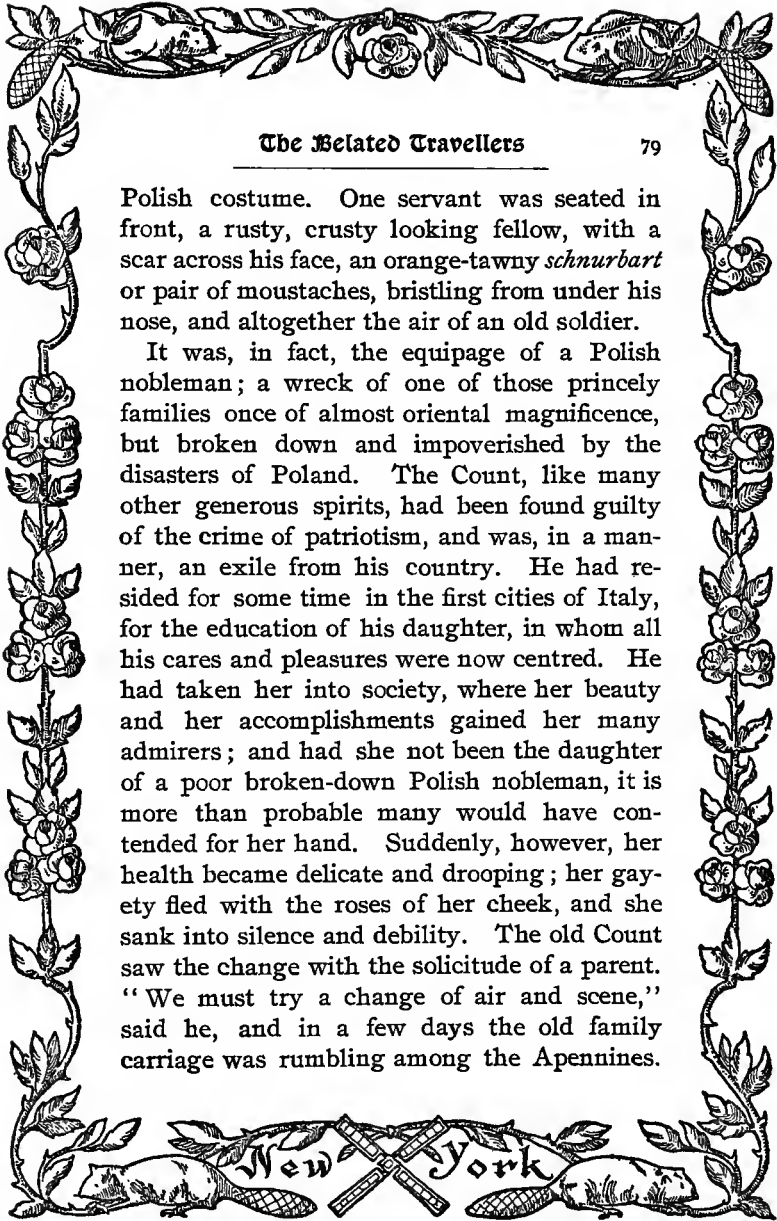 The Belated Travellers 79
Polish costume. One servant was seated in
front, a rusty, crusty looking fellow, with a
scar across his face, an orange-tawny schnurbart
or pair of moustaches, bristling from under his
nose, and altogether the air of an old soldier.
It was, in fact, the equipage of a Polish
nobleman; a wreck of one of those princely
families once of almost oriental magnificence,
but broken down and impoverished by the
disasters of Poland. The Count, like many
other generous spirits, had been found guilty
of the crime of patriotism, and was, in a man-
ner, an exile from his country. He had re-
sided for some time in the first cities of Italy,
for the education of his daughter, in whom all
his cares and pleasures were now centred. He
had taken her into society, where her beauty
and her accomplishments gained her many
admirers; and had she not been the daughter
of a poor broken-down Polish nobleman, it is
more than probable many would have con-
tended for her hand. Suddenly, however, her
health became delicate and drooping; her gay-
ety fled with the roses of her cheek, and she
sank into silence and debility. The old Count
saw the change with the solicitude of a parent.
"We must try a change of air and scene,"
said he, and in a few days the old family
carriage was rumbling among the Apennines.
New York